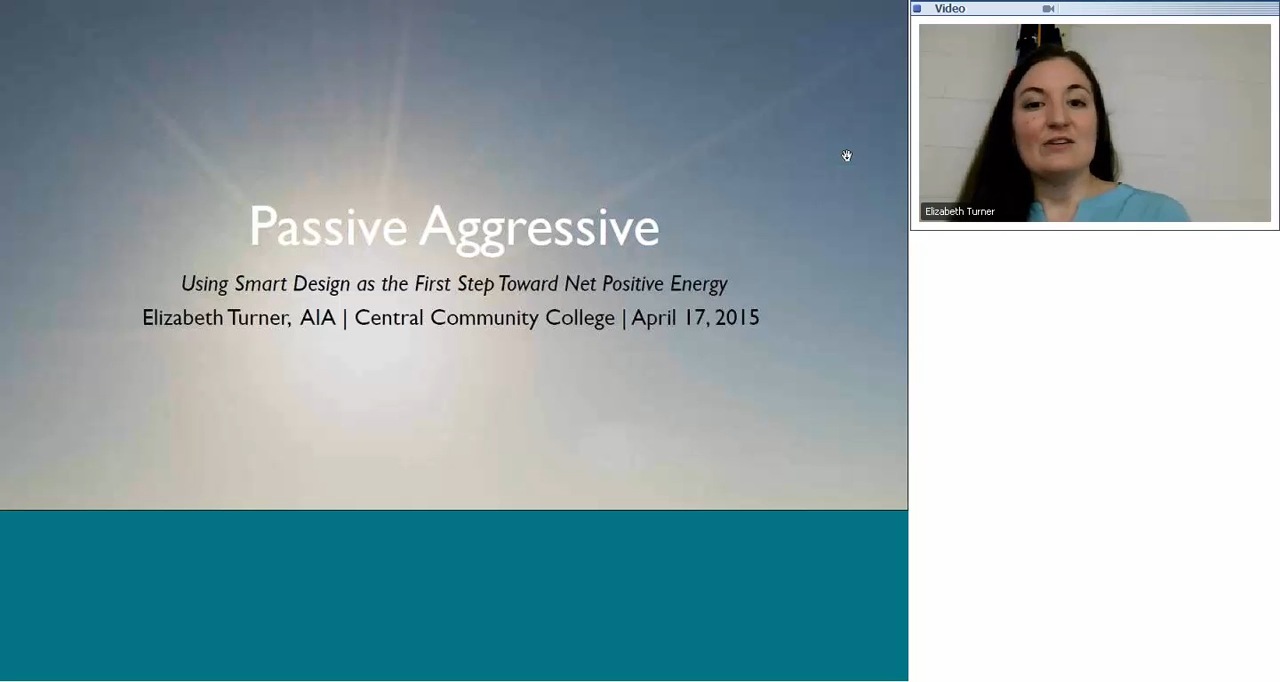 Video
Passive Aggressive
Using Smart Design as the First Step Toward Net Positive Energy
Elizabeth Turner, AIA | Central Community College | April 17, 2015
Elizabeth Turner